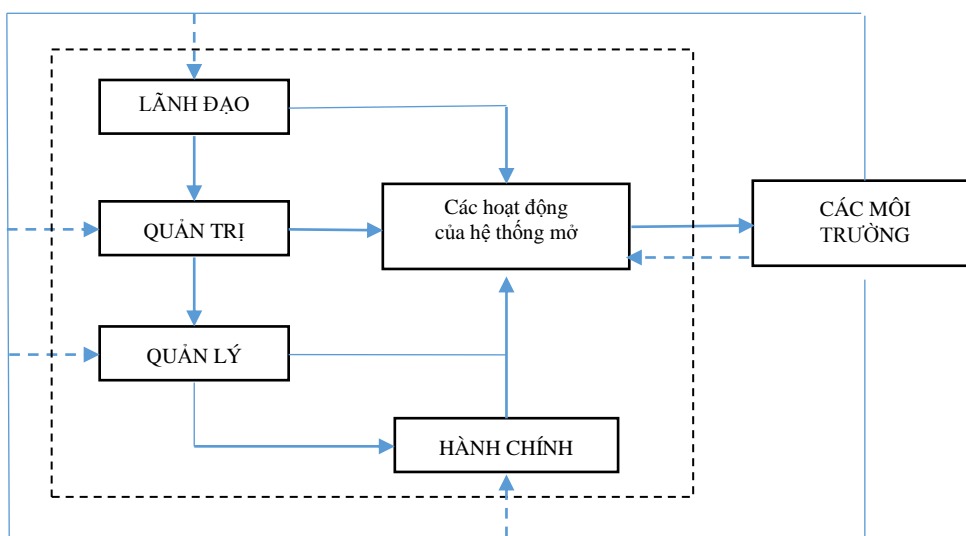 LÃNH ĐẠO
QUẢN TRỊ
Các hoạt động
của hệ thống mở
CÁC MÔI
TRƯỜNG
QUẢN LÝ
HÀNH CHÍNH